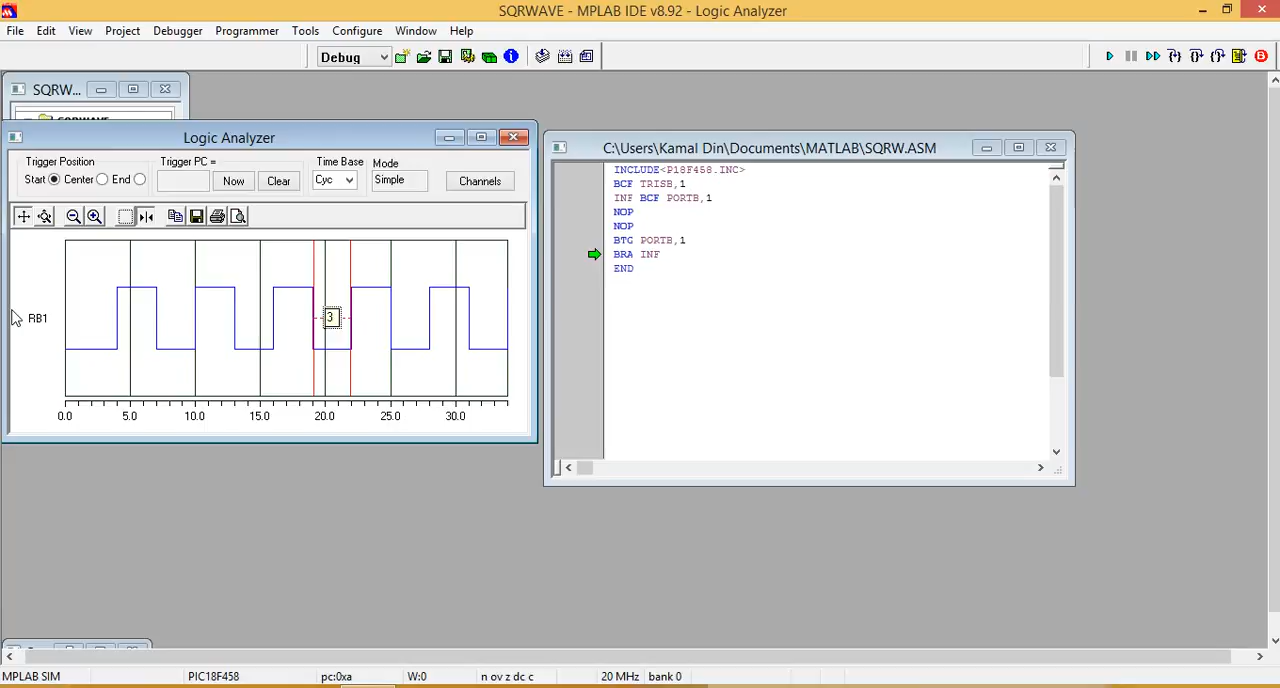 SQRWAVE - MPLAB IDE v8.92 - Logic Analyzer
File Edit View Project Debugger Programmer Tools Configure Window Help
Debug
SQRW...
SQRWAVE
Logic Analyzer
Trigger Position
Start Center End
Trigger PC =
Now Clear
Time Base
Cyc
Mode
Simple
Channels
RB1
3
0.0 5.0 10.0 15.0 20.0 25.0 30.0
C:\Users\Kamal Din\Documents\MATLAB\SQRW.ASM
INCLUDE<P18F458.INC>
BCF TRISB,1
INF BCF PORTB,1
NOP
NOP
BTG PORTB,1
BRA INF
END
MPLAB SIM PIC18F458 pc:0xa W:0 n ov z dc c 20 MHz bank 0